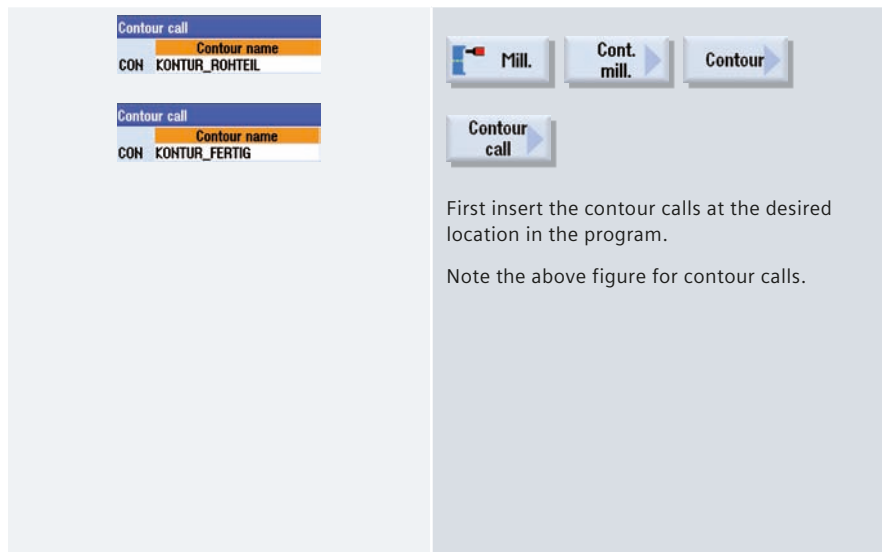 Contour call
Contour name
CON KONTUR_ROHTEIL
Contour call
Contour name
CON KONTUR_FERTIG
Mill.
Cont.
mill.
Contour
Contour
call
First insert the contour calls at the desired
location in the program.
Note the above figure for contour calls.